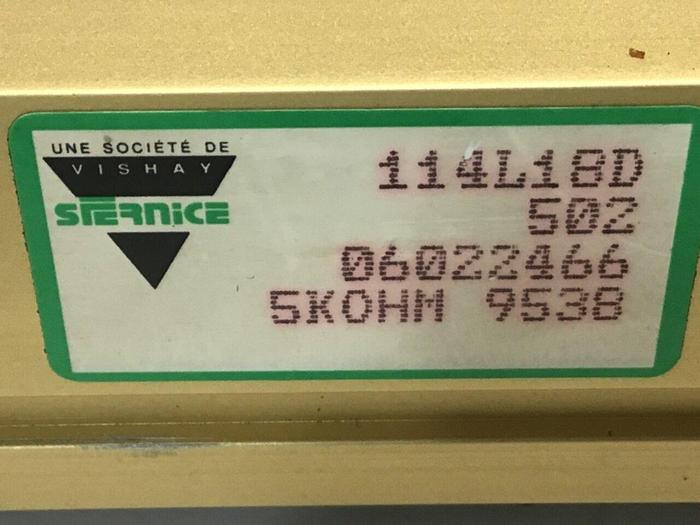 UNE SOCIÉTÉ DE
VISHAY
SFERNICE
114L18D
502
06022466
5KOHM 9538